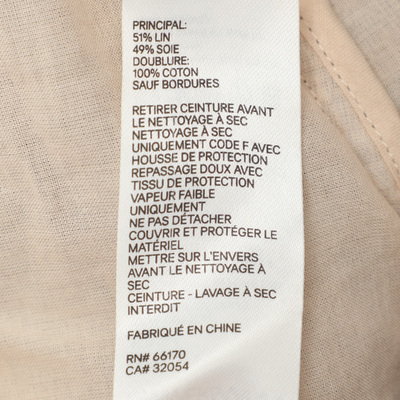 PRINCIPAL:
51% LIN
49% SOIE
DOUBLURE:
100% COTON
SAUF BORDURES
RETIRER CEINTURE AVANT
LE NETTOYAGE À SEC
NETTOYAGE À SEC
UNIQUEMENT CODE F AVEC
HOUSSE DE PROTECTION
REPASSAGE DOUX AVEC
TISSU DE PROTECTION
VAPEUR FAIBLE
UNIQUEMENT
NE PAS DÉTACHER
COUVRIR ET PROTÉGER LE
MATÉRIEL
METTRE SUR L'ENVERS
AVANT LE NETTOYAGE À
SEC
CEINTURE - LAVAGE À SEC
INTERDIT
FABRIQUÉ EN CHINE
RN# 66170
CA# 32054